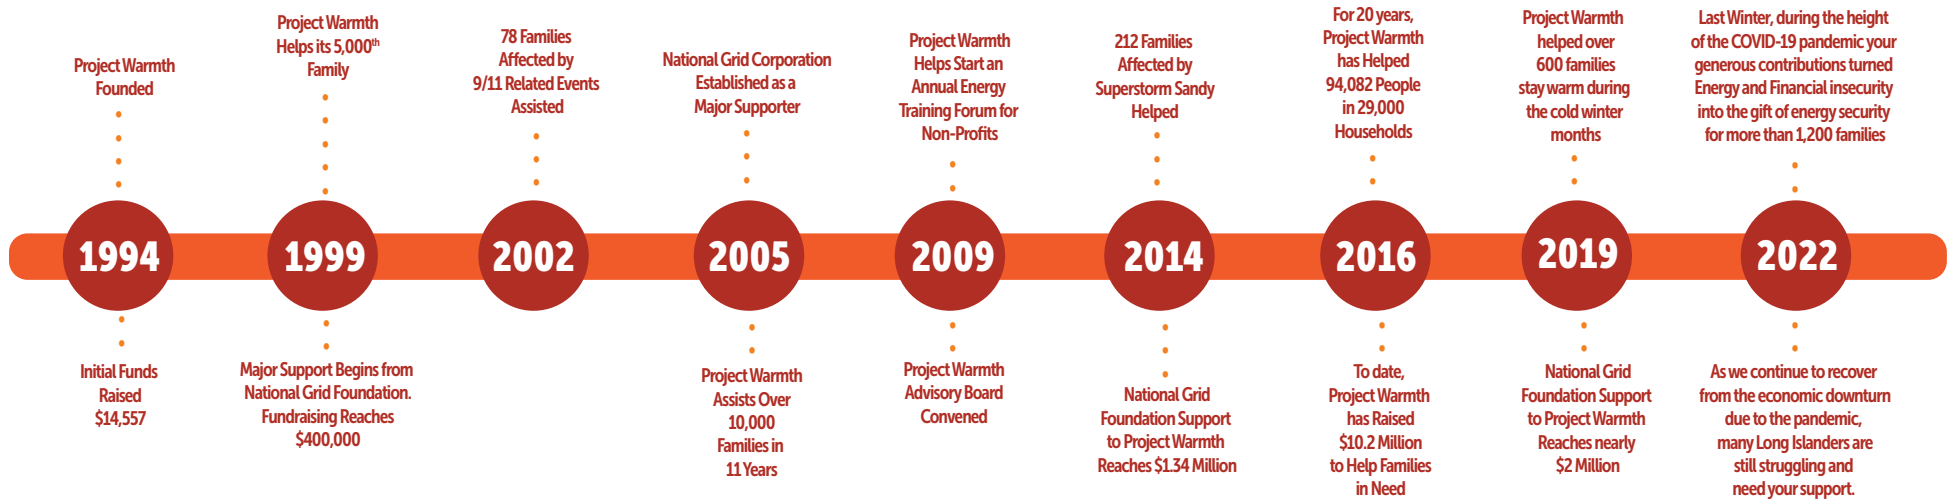 Project Warmth
Founded
1994
Initial Funds
Raised
$14,557
Project Warmth
Helps its 5,000th
Family
1999
Major Support Begins from
National Grid Foundation.
Fundraising Reaches
$400,000
78 Families
Affected by
9/11 Related Events
Assisted
2002
National Grid Corporation
Established as a
Major Supporter
2005
Project Warmth
Assists Over
10,000
Families in
11 Years
Project Warmth
Helps Start an
Annual Energy
Training Forum for
Non-Profits
2009
Project Warmth
Advisory Board
Convened
212 Families
Affected by
Superstorm Sandy
Helped
2014
National Grid
Foundation Support
to Project Warmth
Reaches $1.34 Million
For 20 years,
Project Warmth
has Helped
94,082 People
in 29,000
Households
2016
To date,
Project Warmth
has Raised
$10.2 Million
to Help Families
in Need
Project Warmth
helped over
600 families
stay warm during
the cold winter
months
2019
National Grid
Foundation Support
to Project Warmth
Reaches nearly
$2 Million
Last Winter, during the height
of the COVID-19 pandemic your
generous contributions turned
Energy and Financial insecurity
into the gift of energy security
for more than 1,200 families
2022
As we continue to recover
from the economic downturn
due to the pandemic,
many Long Islanders are
still struggling and
need your support.